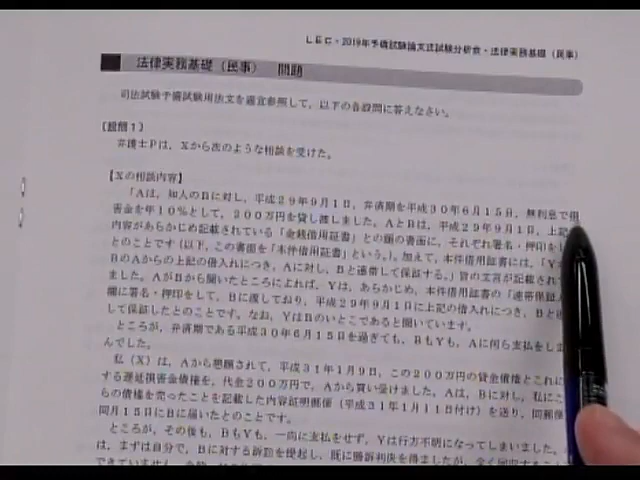 LEC・2019年予備試験論文式試験分析会・法律実務基礎(民事)
法律実務基礎(民事) 問題
司法試験予備試験用法文を適宜参照して、以下の各設問に答えなさい。
〔設問1〕
弁護士Pは、Xから次のような相談を受けた。
【Xの相談内容】
「Aは、知人のBに対し、平成29年9月1日、弁済期を平成30年6月15日、無利息で損
害金を年10%として、200万円を貸し渡しました。AとBは、平成29年9月1日、上記
内容があらかじめ記載されている「金銭借用証書」との題の書面に、それぞれ署名・押印をし
とのことです(以下、この書面を「本件借用証書」という。)。加えて、本件借用証書には、「Y
BのAからの上記の借入れにつき、Aに対し、Bと連帯して保証する。」旨の文言が記載され
ました。AがBから聞いたところによれば、Yは、あらかじめ、本件借用証書の「連帯保証人
欄に署名・押印をして、Bに渡しており、平成29年9月1日に上記の借入れにつき、Bと連
して保証したとのことです。なお、YはBのいとこであると聞いています。
ところが、弁済期である平成30年6月15日を過ぎても、BもYも、Aに何ら支払をしま
んでした。
私(X)は、Aから懇願されて、平成31年1月9日、この200万円の貸金債権とこれに
する遅延損害金債権を、代金200万円で、Aから買い受けました。Aは、Bに対し、私にこ
らの債権を売ったことを記載した内容証明郵便(平成31年1月11日付け)を送り、同郵便
同月15日にBに届いたとのことです。
ところが、その後も、BもYも、一向に支払をせず、Yは行方不明になってしまいました。
は、まずは自分で、Bに対する訴訟を提起し、既に勝訴判決を得ましたが、全く回収すること
できていません。